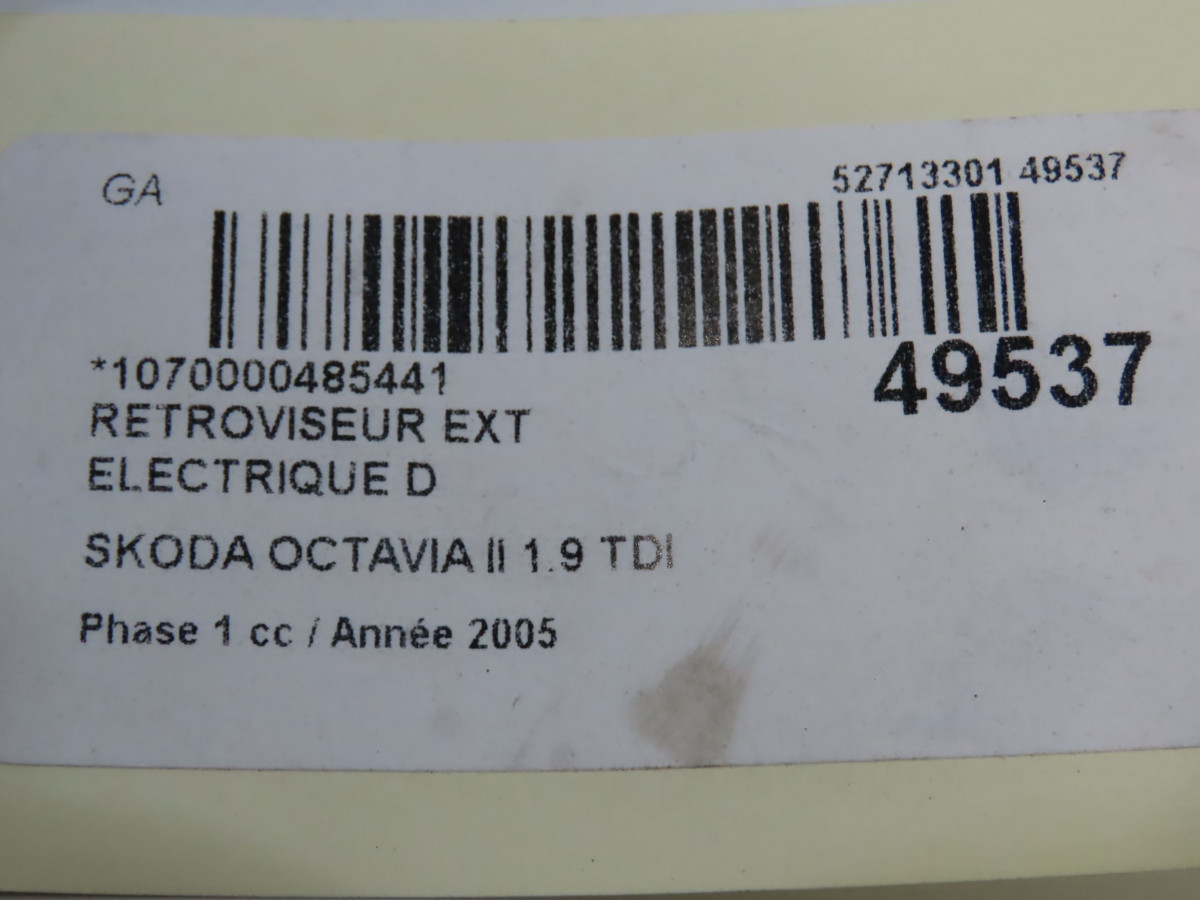 GA
52713301 49537
*1070000485441
49537
RETROVISEUR EXT
ELECTRIQUE D
SKODA OCTAVIA II 1.9 TDI
Phase 1 cc / Année 2005